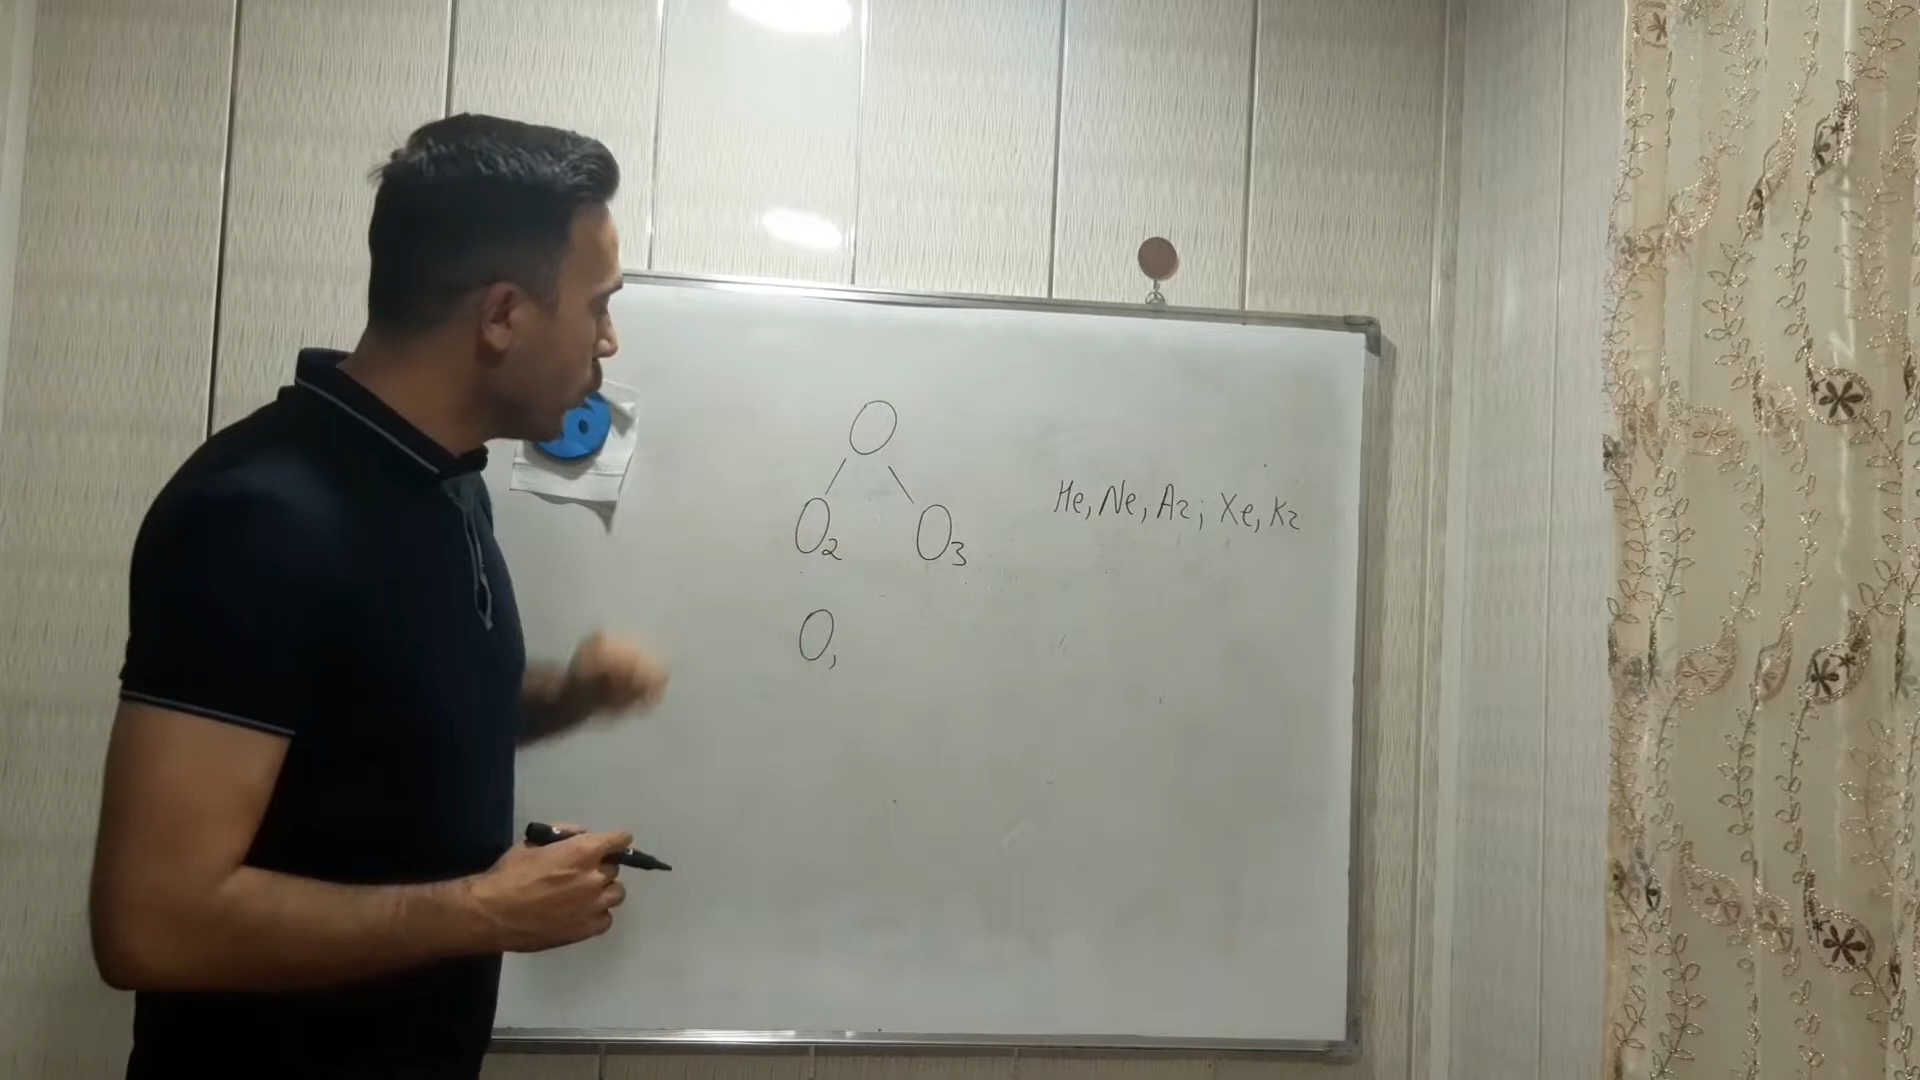 O
O₂ O₃
He, Ne, Ar; Xe, Kr
O,